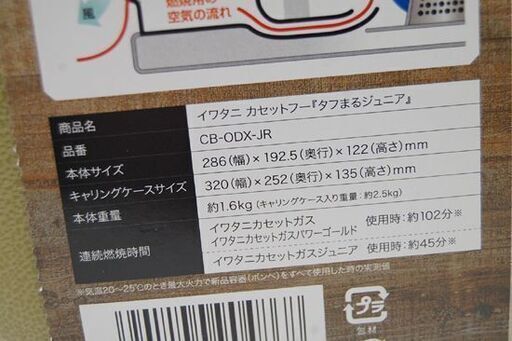 風
燃焼用の
空気の流れ
商品名 イワタニ カセットフー『タフまるジュニア』
品番 CB-ODX-JR
本体サイズ 286(幅)×192.5(奥行)×122(高さ)mm
キャリングケースサイズ 320(幅)×252(奥行)×135(高さ)mm
本体重量 約1.6kg(キャリングケース入り重量:約2.5kg)
連続燃焼時間 イワタニカセットガス
イワタニカセットガスパワーゴールド 使用時:約102分※
イワタニカセットガスジュニア 使用時:約45分※
※気温20〜25℃のとき最大火力で新品容器(ボンベ)をすべて使用した時の実測値
プラ
包材